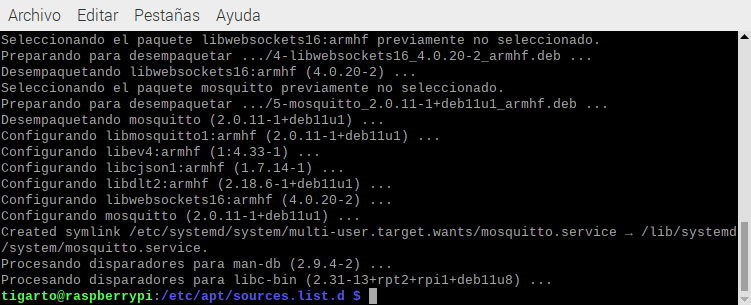 Archivo Editar Pestañas Ayuda
Seleccionando el paquete libwebsockets16:armhf previamente no seleccionado.
Preparando para desempaquetar .../4-libwebsockets16_4.0.20-2_armhf.deb ...
Desempaquetando libwebsockets16:armhf (4.0.20-2) ...
Seleccionando el paquete mosquitto previamente no seleccionado.
Preparando para desempaquetar .../5-mosquitto_2.0.11-1+deb11u1_armhf.deb ...
Desempaquetando mosquitto (2.0.11-1+deb11u1) ...
Configurando libmosquitto1:armhf (2.0.11-1+deb11u1) ...
Configurando libev4:armhf (1:4.33-1) ...
Configurando libcjson1:armhf (1.7.14-1) ...
Configurando libdlt2:armhf (2.18.6-1+deb11u1) ...
Configurando libwebsockets16:armhf (4.0.20-2) ...
Configurando mosquitto (2.0.11-1+deb11u1) ...
Created symlink /etc/systemd/system/multi-user.target.wants/mosquitto.service → /lib/systemd
/system/mosquitto.service.
Procesando disparadores para man-db (2.9.4-2) ...
Procesando disparadores para libc-bin (2.31-13+rpt2+rpi1+deb11u8) ...
tigarto@raspberrypi:/etc/apt/sources.list.d $